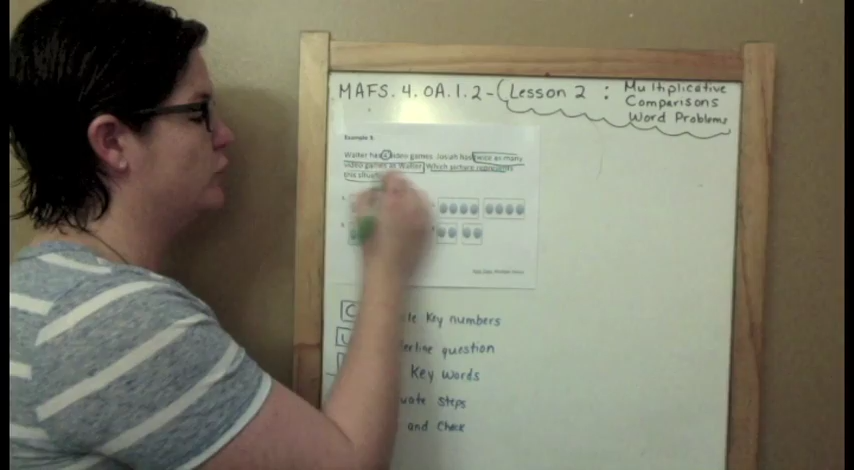 MAFS.4.OA.1.2 - Lesson 2 : Multiplicative
Comparisons
Word Problems
Example 3:
Walter has 4 video games. Josiah has twice as many
video games as Walter. Which picture represents
this
Key numbers
question
Key Words
steps
and Check